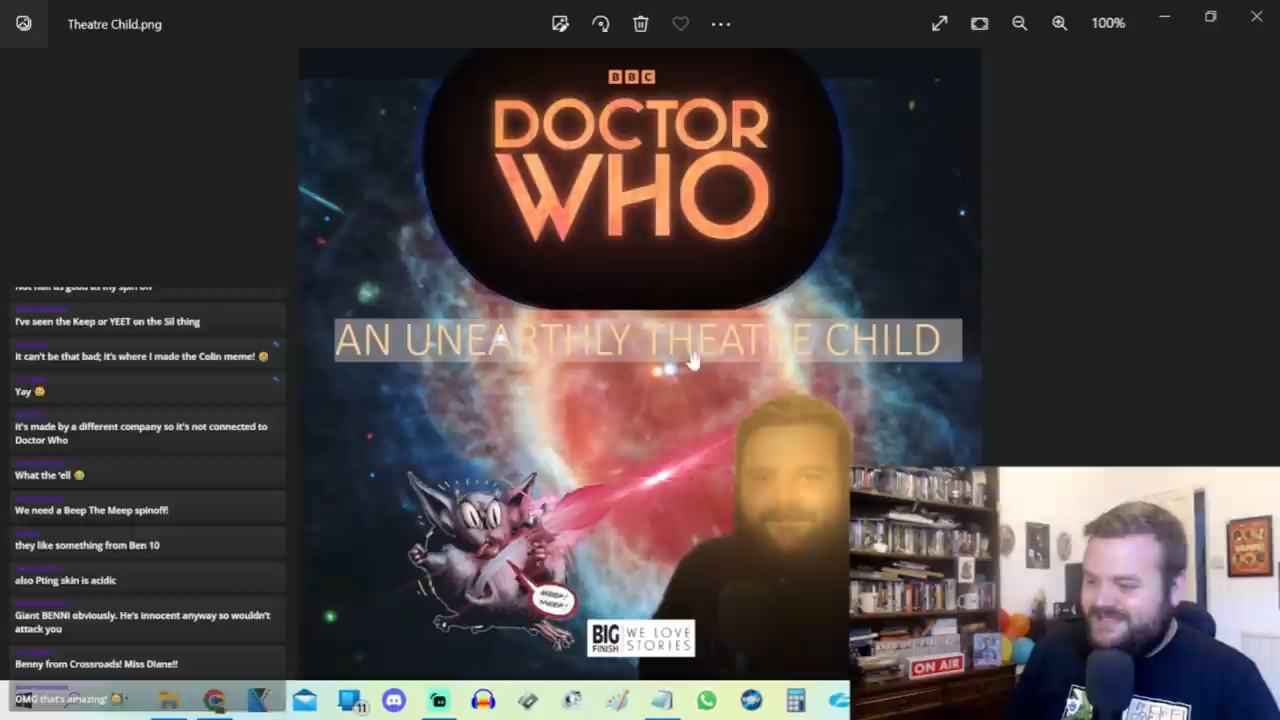 Theatre Child.png
100%
BBC
DOCTOR
WHO
AN UNEARTHLY THEATRE CHILD
I've seen the Keep or YEET on the Sil thing
It can't be that bad; it's where I made the Colin meme!
Yay
it's made by a different company so it's not connected to
Doctor Who
What the 'ell
We need a Beep The Meep spinoff!
they like something from Ben 10
also Pting skin is acidic
Giant BENNI obviously. He's innocent anyway so wouldn't
attack you
Benny from Crossroads! Miss Diane!!
OMG that's amazing!
BIG
FINISH
WE LOVE
STORIES
ON AIR
11